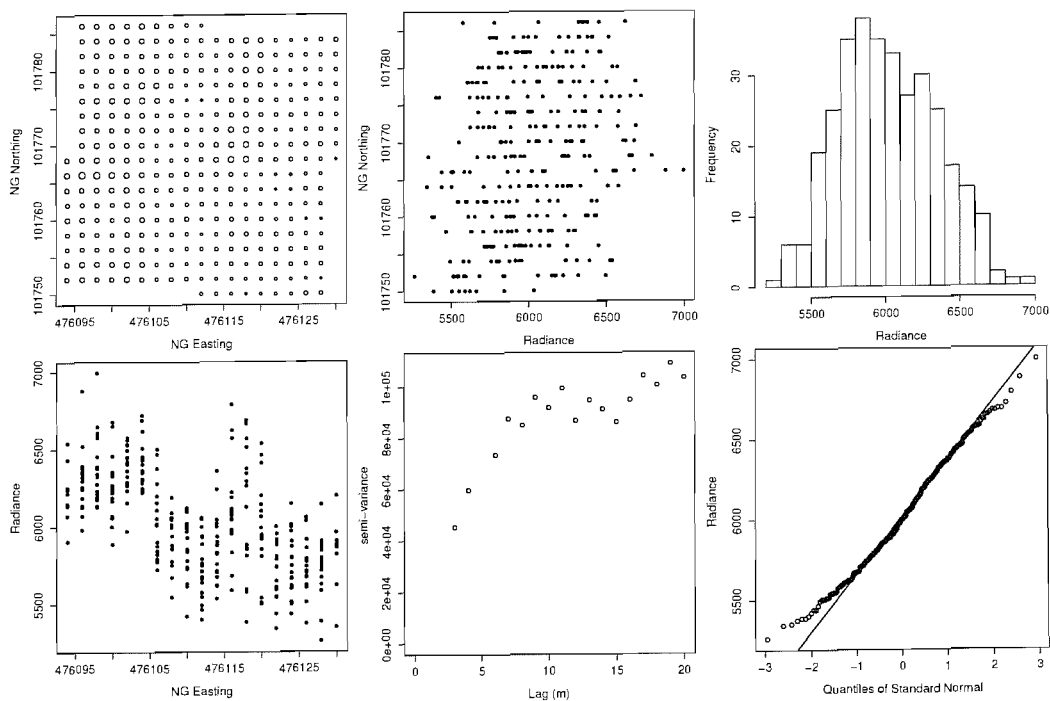 NG Northing
101780
101770
101760
101750
476095 476105 476115 476125
NG Easting
NG Northing
101780
101770
101760
101750
5500 6000 6500 7000
Radiance
Frequency
30
20
10
0
5500 6000 6500 7000
Radiance
Radiance
7000
6500
6000
5500
476095 476105 476115 476125
NG Easting
semi-variance
1e+05
8e+04
6e+04
4e+04
2e+04
0e+00
0 5 10 15 20
Lag (m)
Radiance
7000
6500
6000
5500
-3 -2 -1 0 1 2 3
Quantiles of Standard Normal